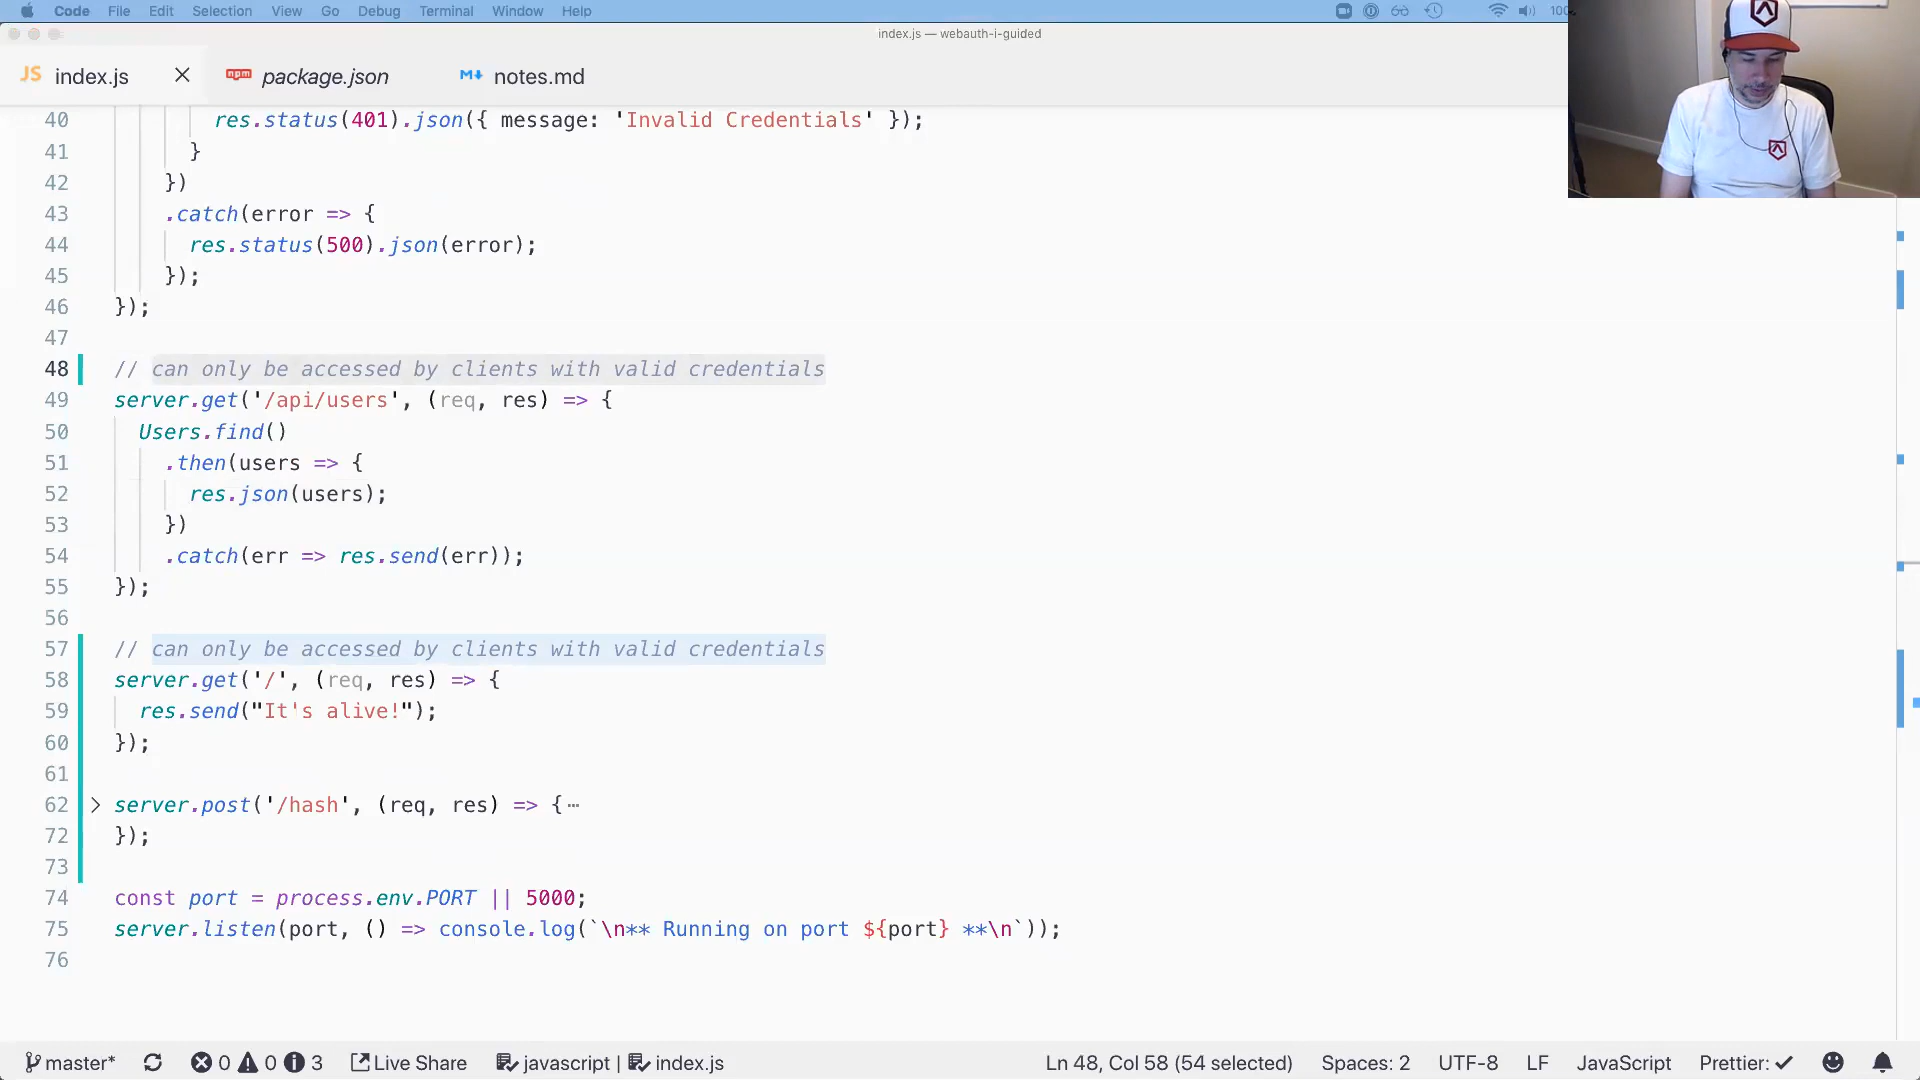 Code File Edit Selection View Go Debug Terminal Window Help
index.js — webauth-i-guided
JS index.js package.json notes.md
40 res.status(401).json({ message: 'Invalid Credentials' });
41 }
42 })
43 .catch(error => {
44 res.status(500).json(error);
45 });
46 });
47
48 // can only be accessed by clients with valid credentials
49 server.get('/api/users', (req, res) => {
50 Users.find()
51 .then(users => {
52 res.json(users);
53 })
54 .catch(err => res.send(err));
55 });
56
57 // can only be accessed by clients with valid credentials
58 server.get('/', (req, res) => {
59 res.send("It's alive!");
60 });
61
62 server.post('/hash', (req, res) => {⋯
72 });
73
74 const port = process.env.PORT || 5000;
75 server.listen(port, () => console.log(`\n** Running on port ${port} **\n`));
76
master* 0 0 3 Live Share javascript | index.js Ln 48, Col 58 (54 selected) Spaces: 2 UTF-8 LF JavaScript Prettier: ✓